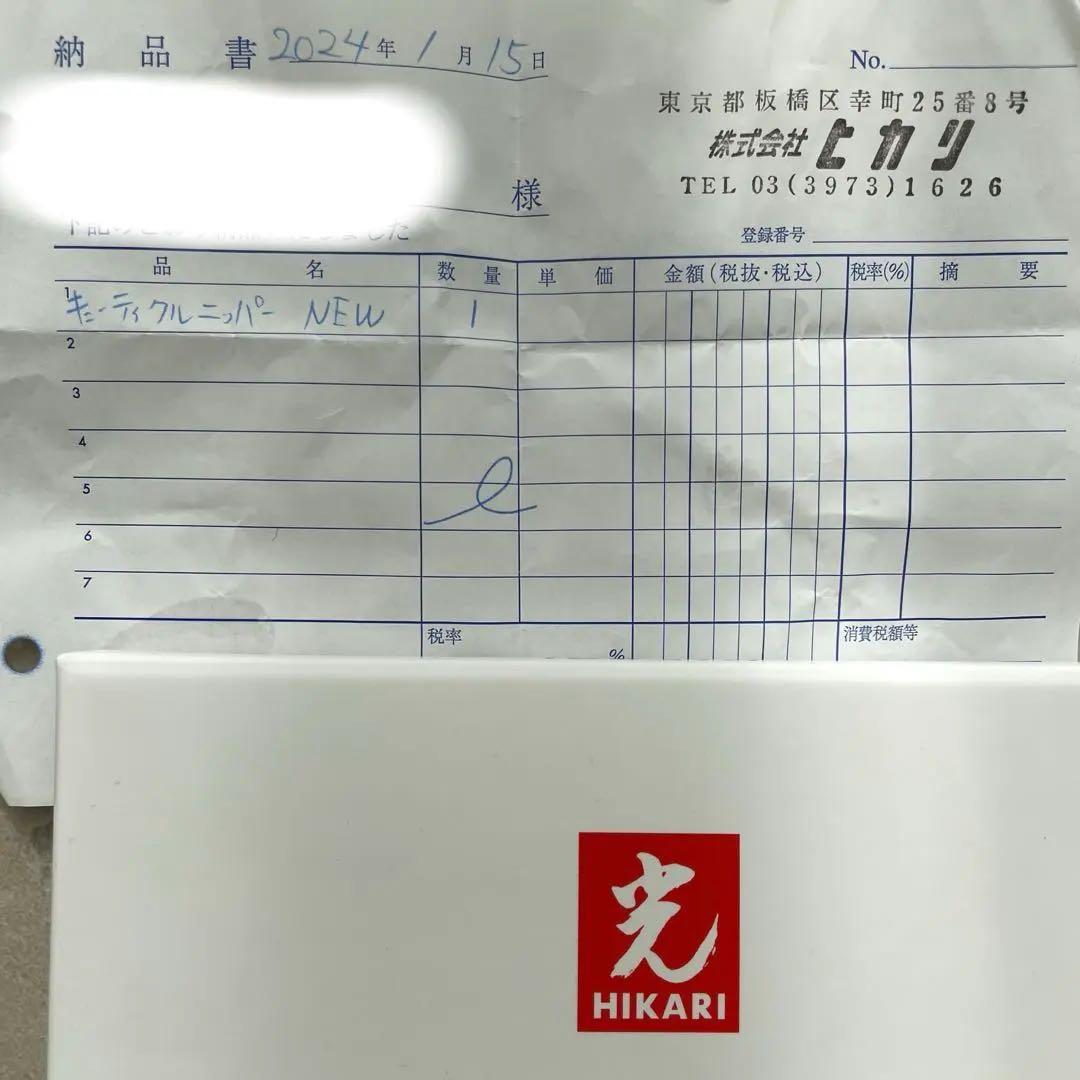 納品書 2024年1月15日
No.
東京都板橋区幸町25番8号
株式会社ヒカリ
TEL 03(3973)1626
様
登録番号
品名 数量 単価 金額(税抜・税込) 税率(%) 摘要
1 キューティクルニッパー NEW 1
2
3
4
5
6
7
税率 % 消費税額等
光
HIKARI